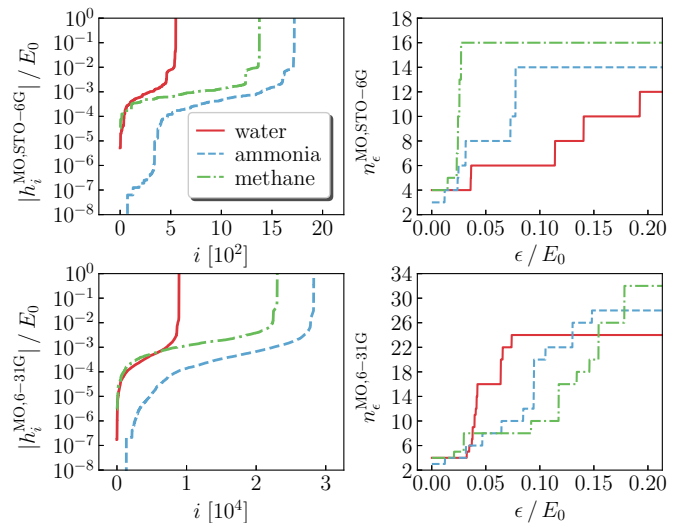 |h_i^{MO,STO−6G}| / E_0
10^0
10^{−1}
10^{−2}
10^{−3}
10^{−4}
10^{−5}
10^{−6}
10^{−7}
10^{−8}
0 5 10 15 20
i [10^2]
water
ammonia
methane
n_ϵ^{MO,STO−6G}
18
16
14
12
10
8
6
4
2
0.00 0.05 0.10 0.15 0.20
ϵ / E_0
|h_i^{MO,6−31G}| / E_0
10^0
10^{−1}
10^{−2}
10^{−3}
10^{−4}
10^{−5}
10^{−6}
10^{−7}
10^{−8}
0 1 2 3
i [10^4]
n_ϵ^{MO,6−31G}
34
30
26
22
18
14
10
6
2
0.00 0.05 0.10 0.15 0.20
ϵ / E_0